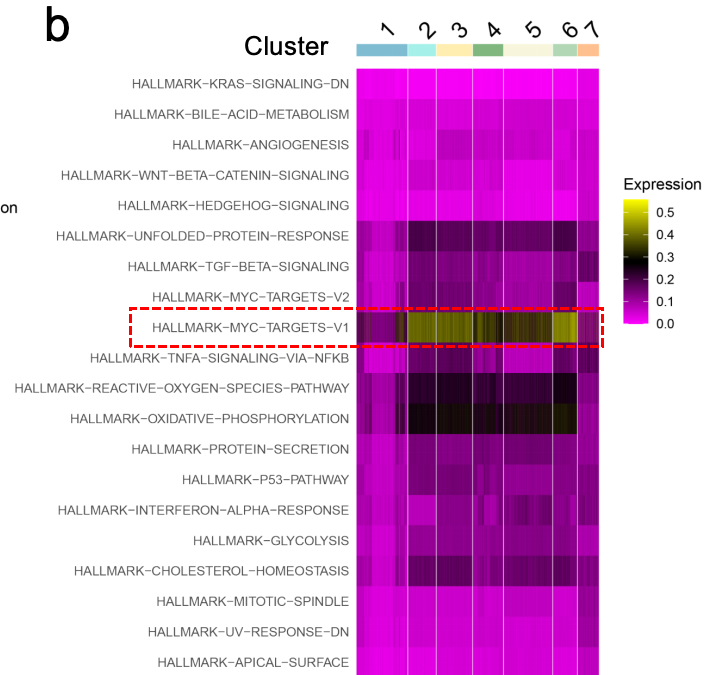 b
Cluster
1 2 3 4 5 6 7
HALLMARK−KRAS−SIGNALING−DN
HALLMARK−BILE−ACID−METABOLISM
HALLMARK−ANGIOGENESIS
HALLMARK−WNT−BETA−CATENIN−SIGNALING
HALLMARK−HEDGEHOG−SIGNALING
HALLMARK−UNFOLDED−PROTEIN−RESPONSE
HALLMARK−TGF−BETA−SIGNALING
HALLMARK−MYC−TARGETS−V2
HALLMARK−MYC−TARGETS−V1
HALLMARK−TNFA−SIGNALING−VIA−NFKB
HALLMARK−REACTIVE−OXYGEN−SPECIES−PATHWAY
HALLMARK−OXIDATIVE−PHOSPHORYLATION
HALLMARK−PROTEIN−SECRETION
HALLMARK−P53−PATHWAY
HALLMARK−INTERFERON−ALPHA−RESPONSE
HALLMARK−GLYCOLYSIS
HALLMARK−CHOLESTEROL−HOMEOSTASIS
HALLMARK−MITOTIC−SPINDLE
HALLMARK−UV−RESPONSE−DN
HALLMARK−APICAL−SURFACE
on
Expression
0.5
0.4
0.3
0.2
0.1
0.0